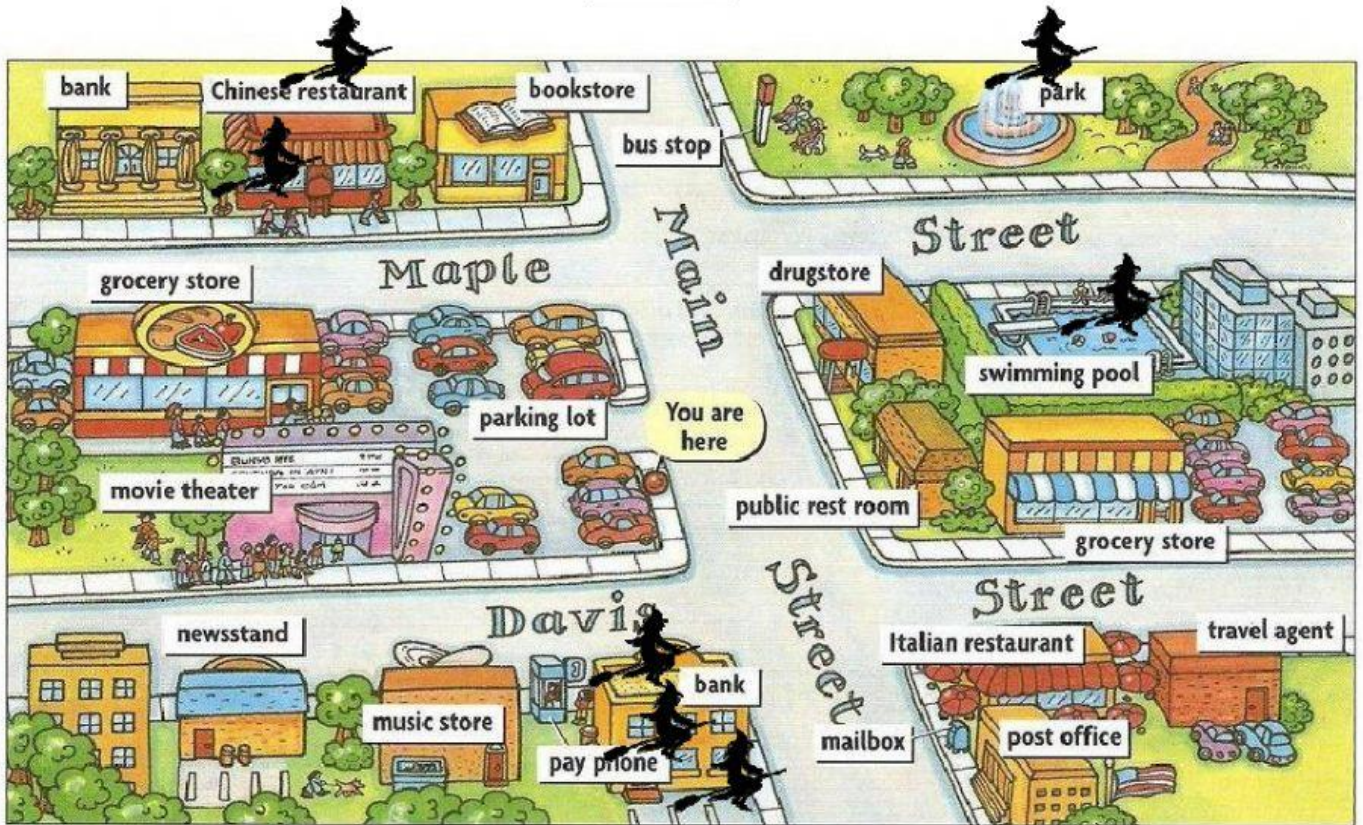 bank
Chinese restaurant
bookstore
park
bus stop
Main
Street
Maple
Street
grocery store
drugstore
swimming pool
parking lot
You are
here
movie theater
public rest room
grocery store
Davis
Street
newsstand
Italian restaurant
travel agent
bank
music store
mailbox
post office
pay phone